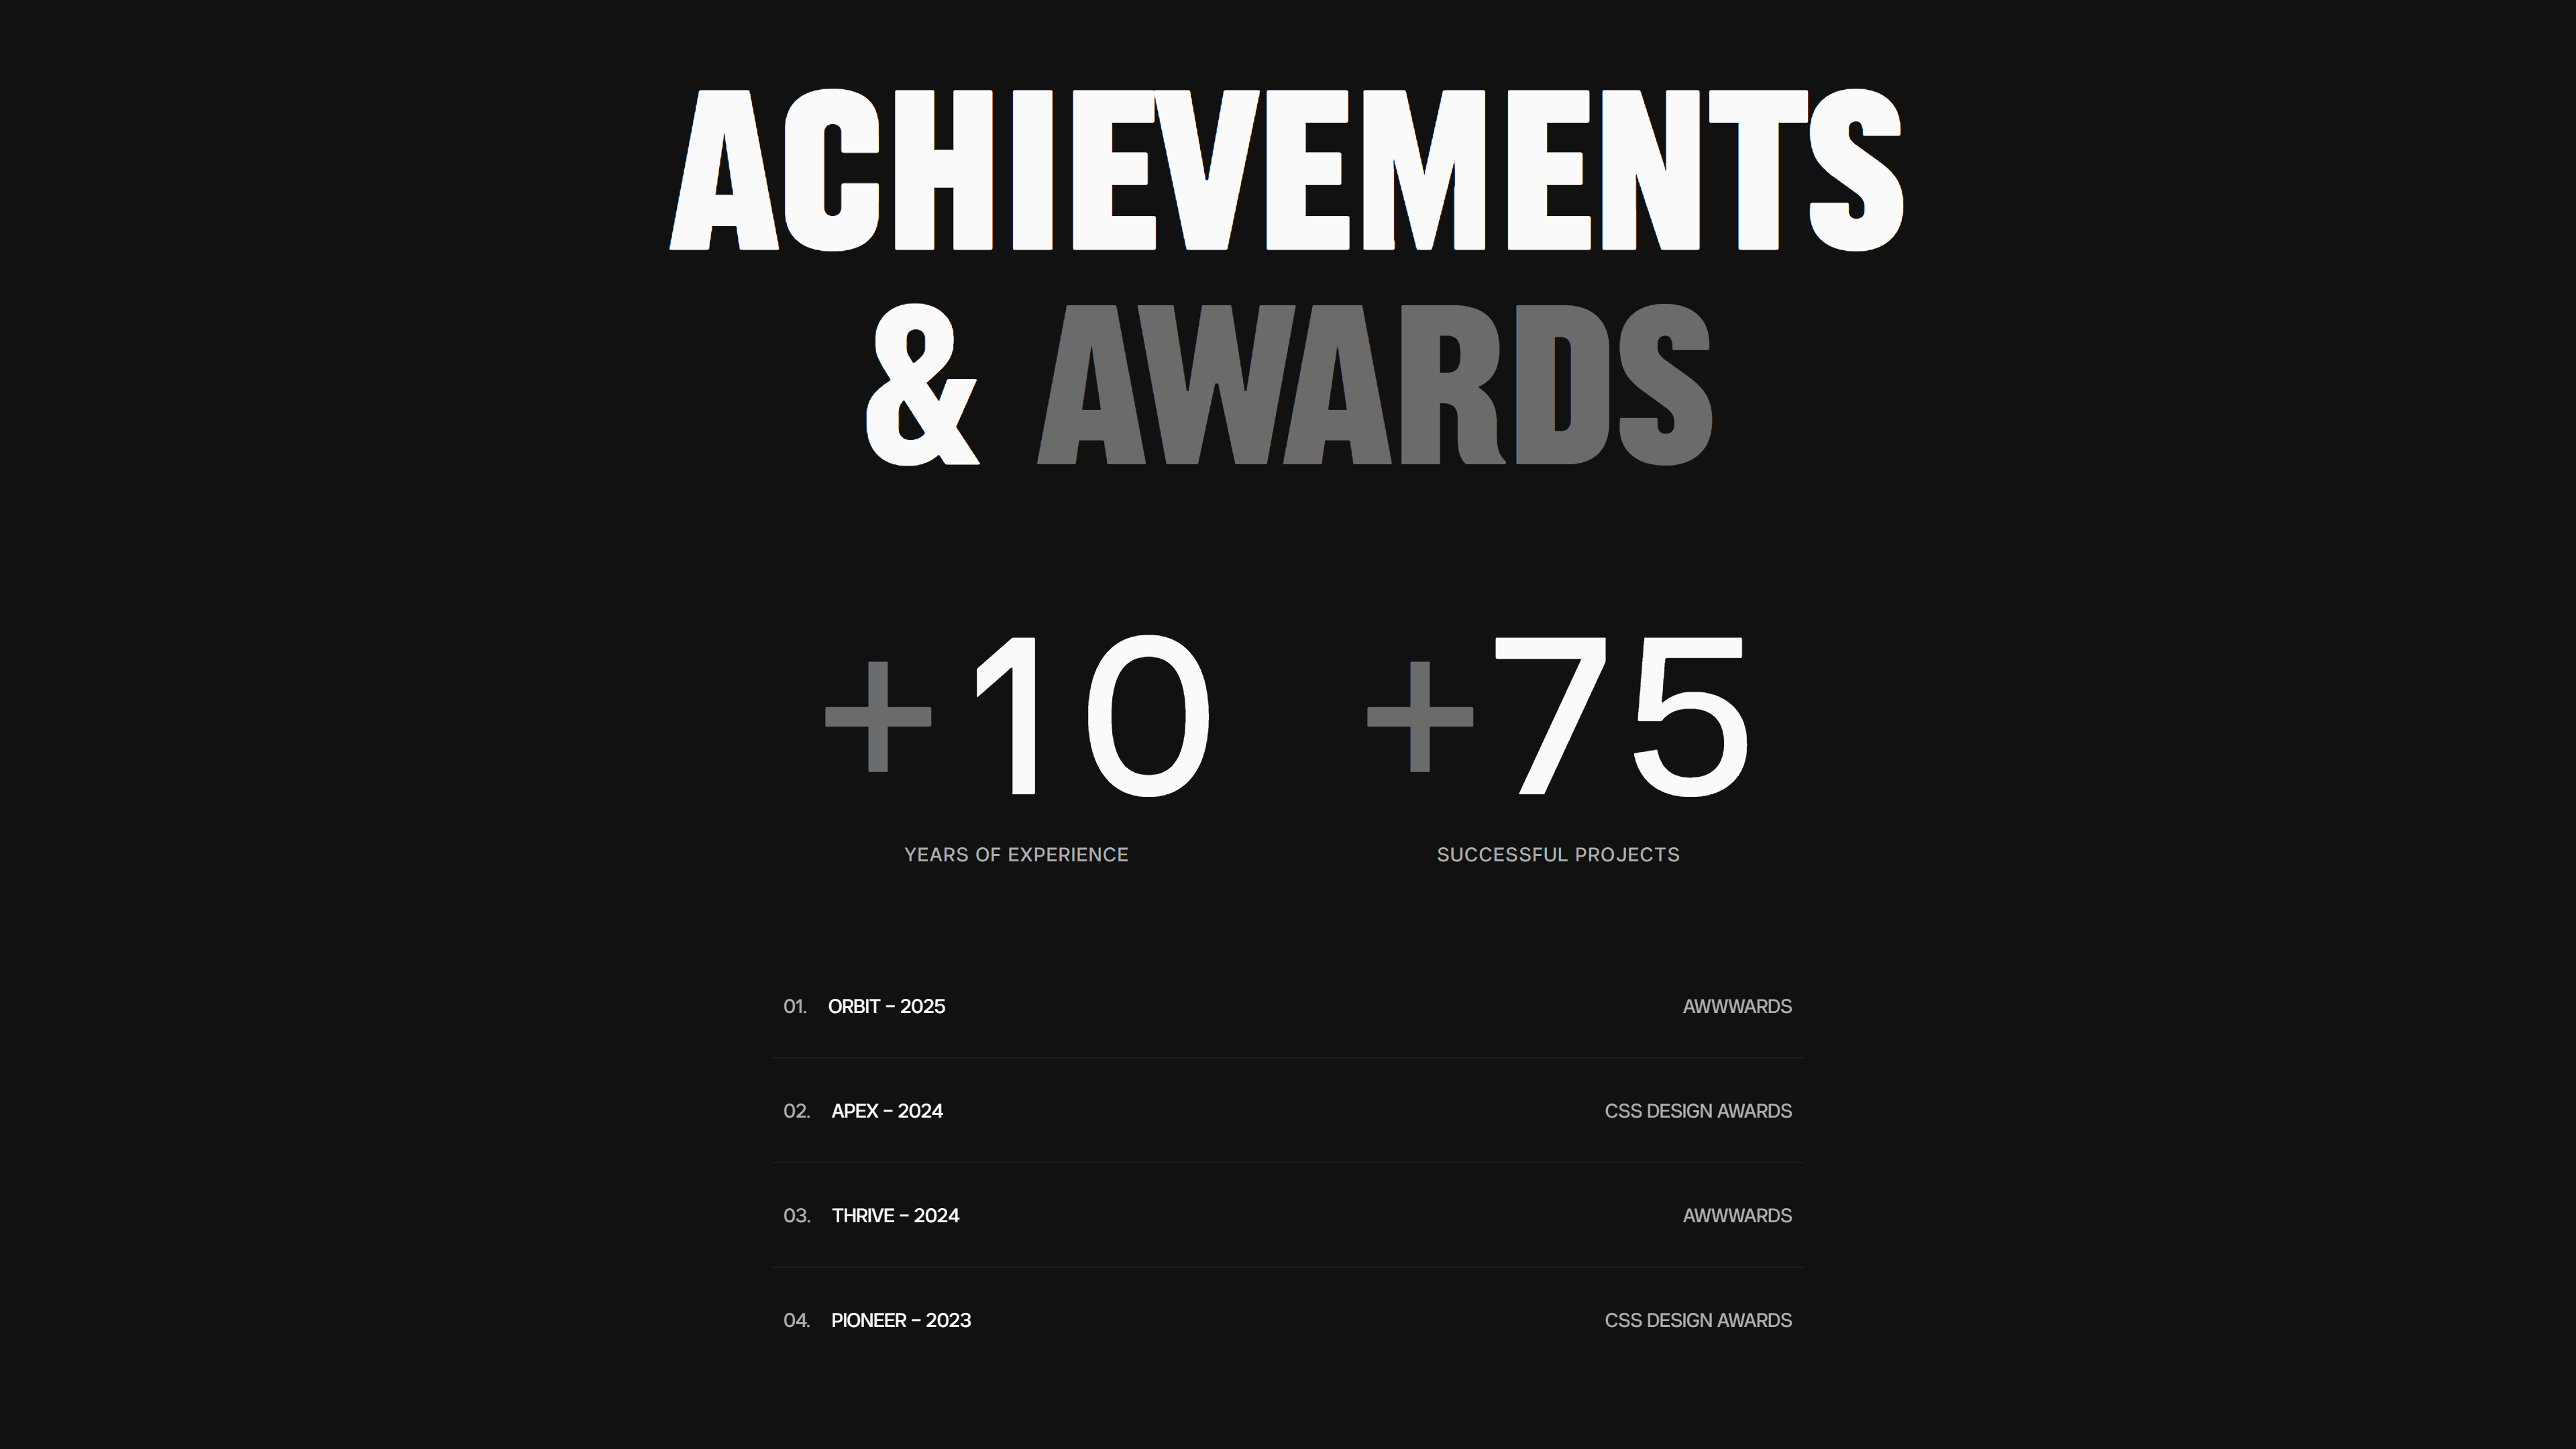 ACHIEVEMENTS
& AWARDS
+10 +75
YEARS OF EXPERIENCE SUCCESSFUL PROJECTS
01. ORBIT – 2025 AWWWARDS
02. APEX – 2024 CSS DESIGN AWARDS
03. THRIVE – 2024 AWWWARDS
04. PIONEER – 2023 CSS DESIGN AWARDS